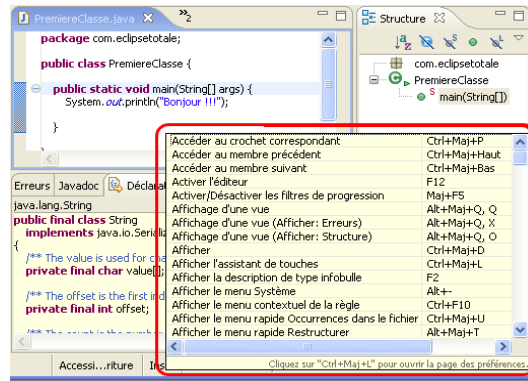 PremiereClasse.java
2
package com.eclipsetotale;
public class PremiereClasse {
public static void main(String[] args) {
System.out.println("Bonjour !!!");
}
Structure
com.eclipsetotale
PremiereClasse
S main(String[])
Erreurs Javadoc
java.lang.String
public final class String
implements
{
/** The value is used for
private final char value[];
/** The offset is the first
private final int offset;
Accéder au crochet correspondant Ctrl+Maj+P
Accéder au membre précédent Ctrl+Maj+Haut
Accéder au membre suivant Ctrl+Maj+Bas
Activer l'éditeur F12
Activer/Désactiver les filtres de progression Maj+F5
Affichage d'une vue Alt+Maj+Q, Q
Affichage d'une vue (Afficher: Erreurs) Alt+Maj+Q, X
Affichage d'une vue (Afficher: Structure) Alt+Maj+Q, O
Afficher Ctrl+D
Afficher l'assistant de touches Ctrl+Maj+L
Afficher la description de type infobulle F2
Afficher le menu Système Alt+-
Afficher le menu contextuel de la règle Ctrl+F10
Afficher le menu rapide Occurrences dans le fichier Ctrl+Maj+U
Afficher le menu rapide Restructurer Alt+Maj+T
Cliquez sur "Ctrl+Maj+L" pour ouvrir la page des préférences.
Accessi...riture